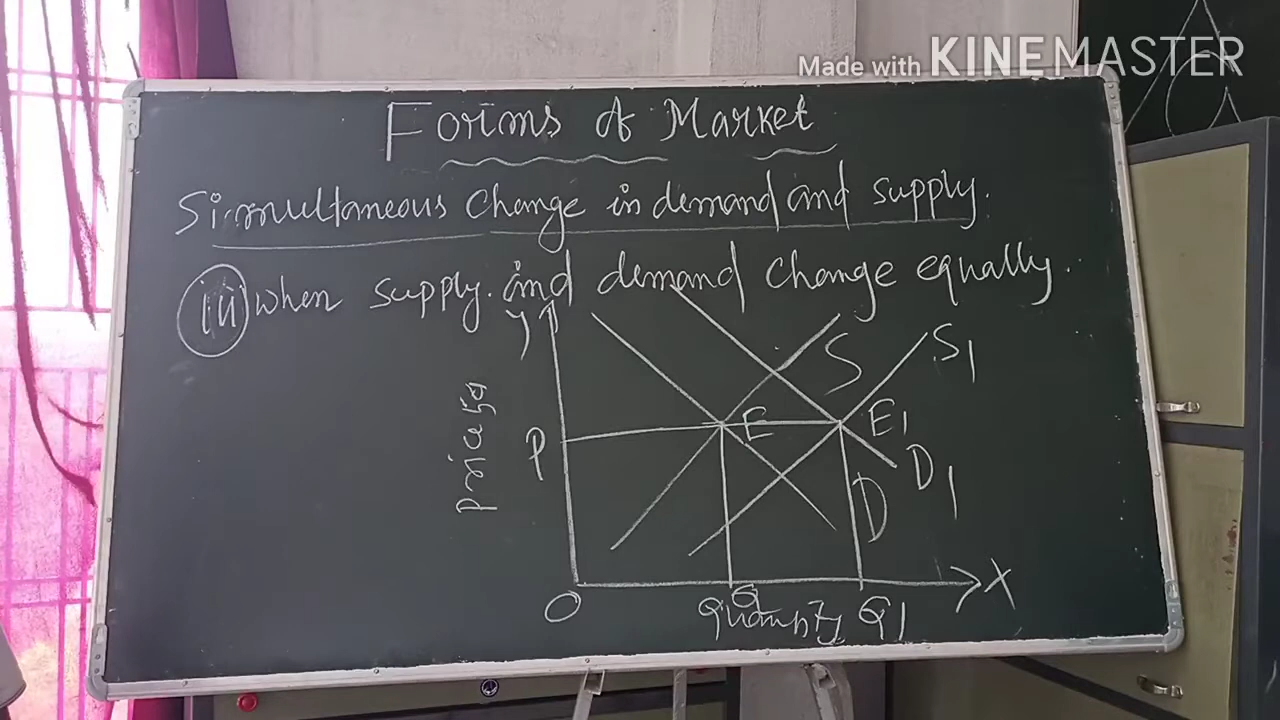 Made with KINEMASTER
Forms of Market
Simultaneous Change in demand and supply.
(iii) when supply and demand change equally.
Y
S
S1
E
E1
P
D1
D
O
X
Q
Quantity Q1